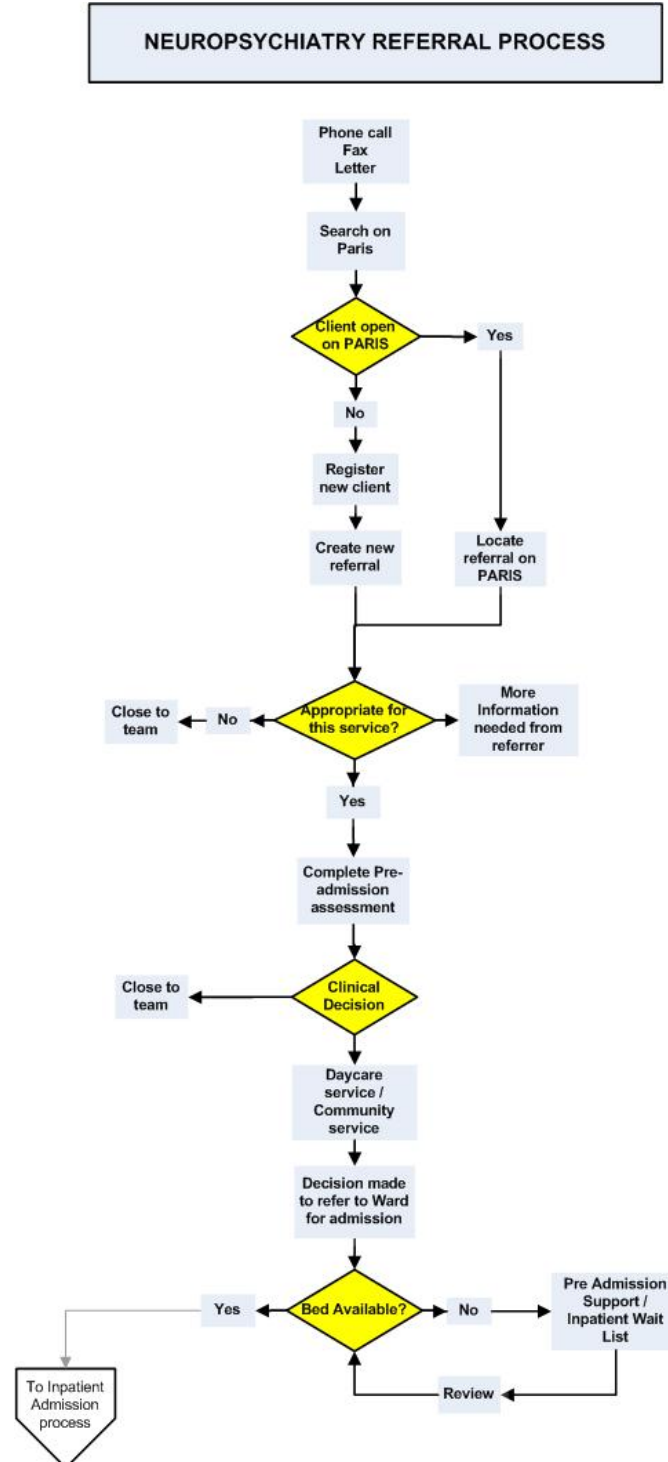 NEUROPSYCHIATRY REFERRAL PROCESS
Phone call
Fax
Letter
Search on
Paris
Client open
on PARIS
Yes
No
Register
new client
Create new
referral
Locate
referral on
PARIS
Appropriate for
this service?
No
Close to
team
More
Information
needed from
referrer
Yes
Complete Pre-
admission
assessment
Clinical
Decision
Close to
team
Daycare
service /
Community
service
Decision made
to refer to Ward
for admission
Bed Available?
Yes
No
Pre Admission
Support /
Inpatient Wait
List
Review
To Inpatient
Admission
process